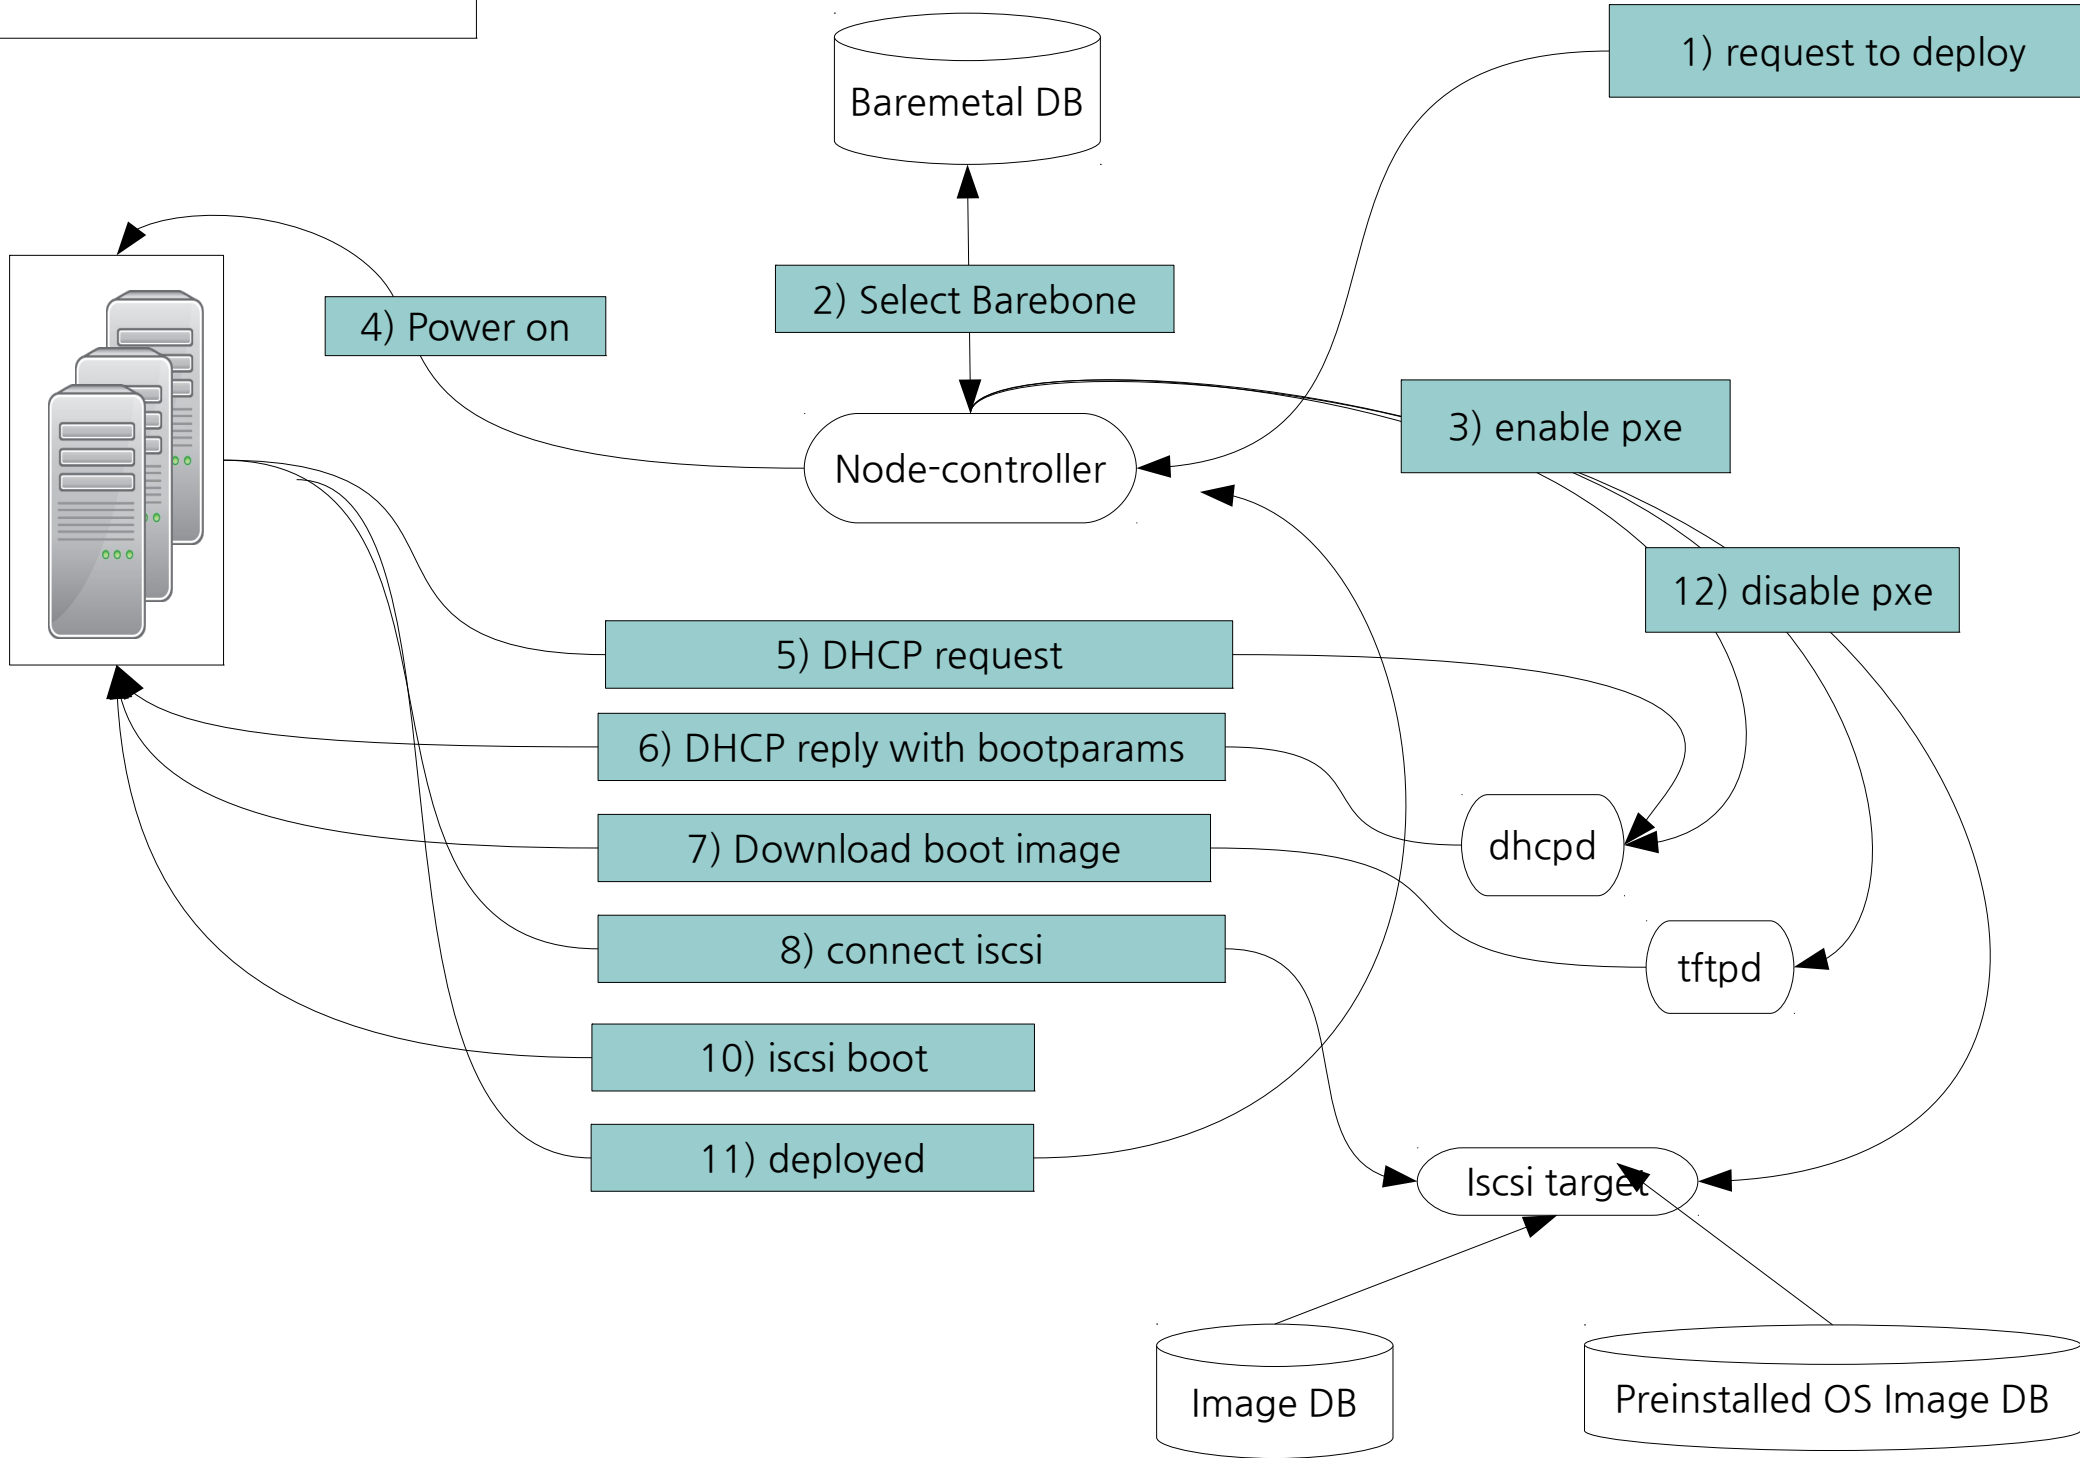 1) request to deploy
Baremetal DB
2) Select Barebone
4) Power on
3) enable pxe
Node-controller
12) disable pxe
5) DHCP request
6) DHCP reply with bootparams
7) Download boot image
dhcpd
8) connect iscsi
tftpd
10) iscsi boot
11) deployed
Iscsi target
Image DB
Preinstalled OS Image DB